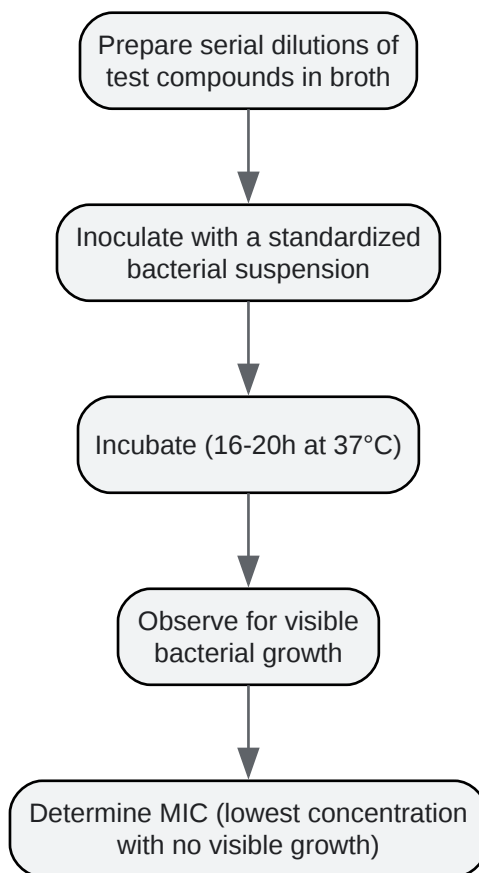 Prepare serial dilutions of
test compounds in broth
Inoculate with a standardized
bacterial suspension
Incubate (16-20h at 37°C)
Observe for visible
bacterial growth
Determine MIC (lowest concentration
with no visible growth)